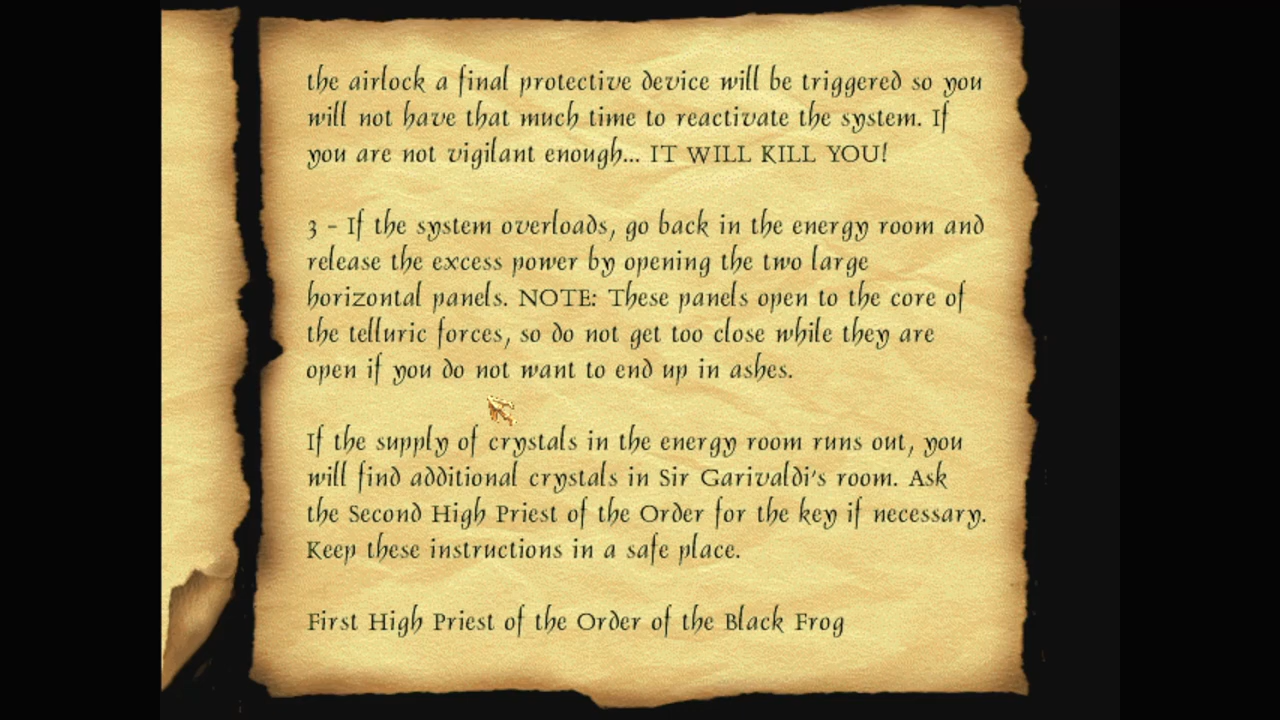 the airlock a final protective device will be triggered so you
will not have that much time to reactivate the system. If
you are not vigilant enough... IT WILL KILL YOU!
3 - If the system overloads, go back in the energy room and
release the excess power by opening the two large
horizontal panels. NOTE: These panels open to the core of
the telluric forces, so do not get too close while they are
open if you do not want to end up in ashes.
If the supply of crystals in the energy room runs out, you
will find additional crystals in Sir Garivaldi's room. Ask
the Second High Priest of the Order for the key if necessary.
Keep these instructions in a safe place.
First High Priest of the Order of the Black Frog